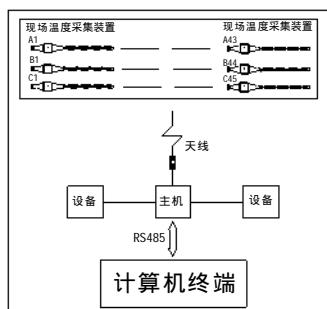 现场温度采集装置 现场温度采集装置
A1 A43
B1 B44
C1 C45
天线
设备 主机 设备
RS485
计算机终端